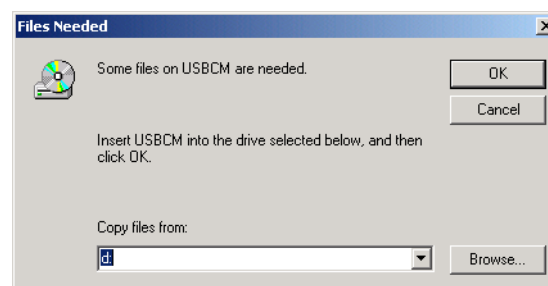 Files Needed
Some files on USBCM are needed.
OK
Cancel
Insert USBCM into the drive selected below, and then
click OK.
Copy files from:
d:
Browse...